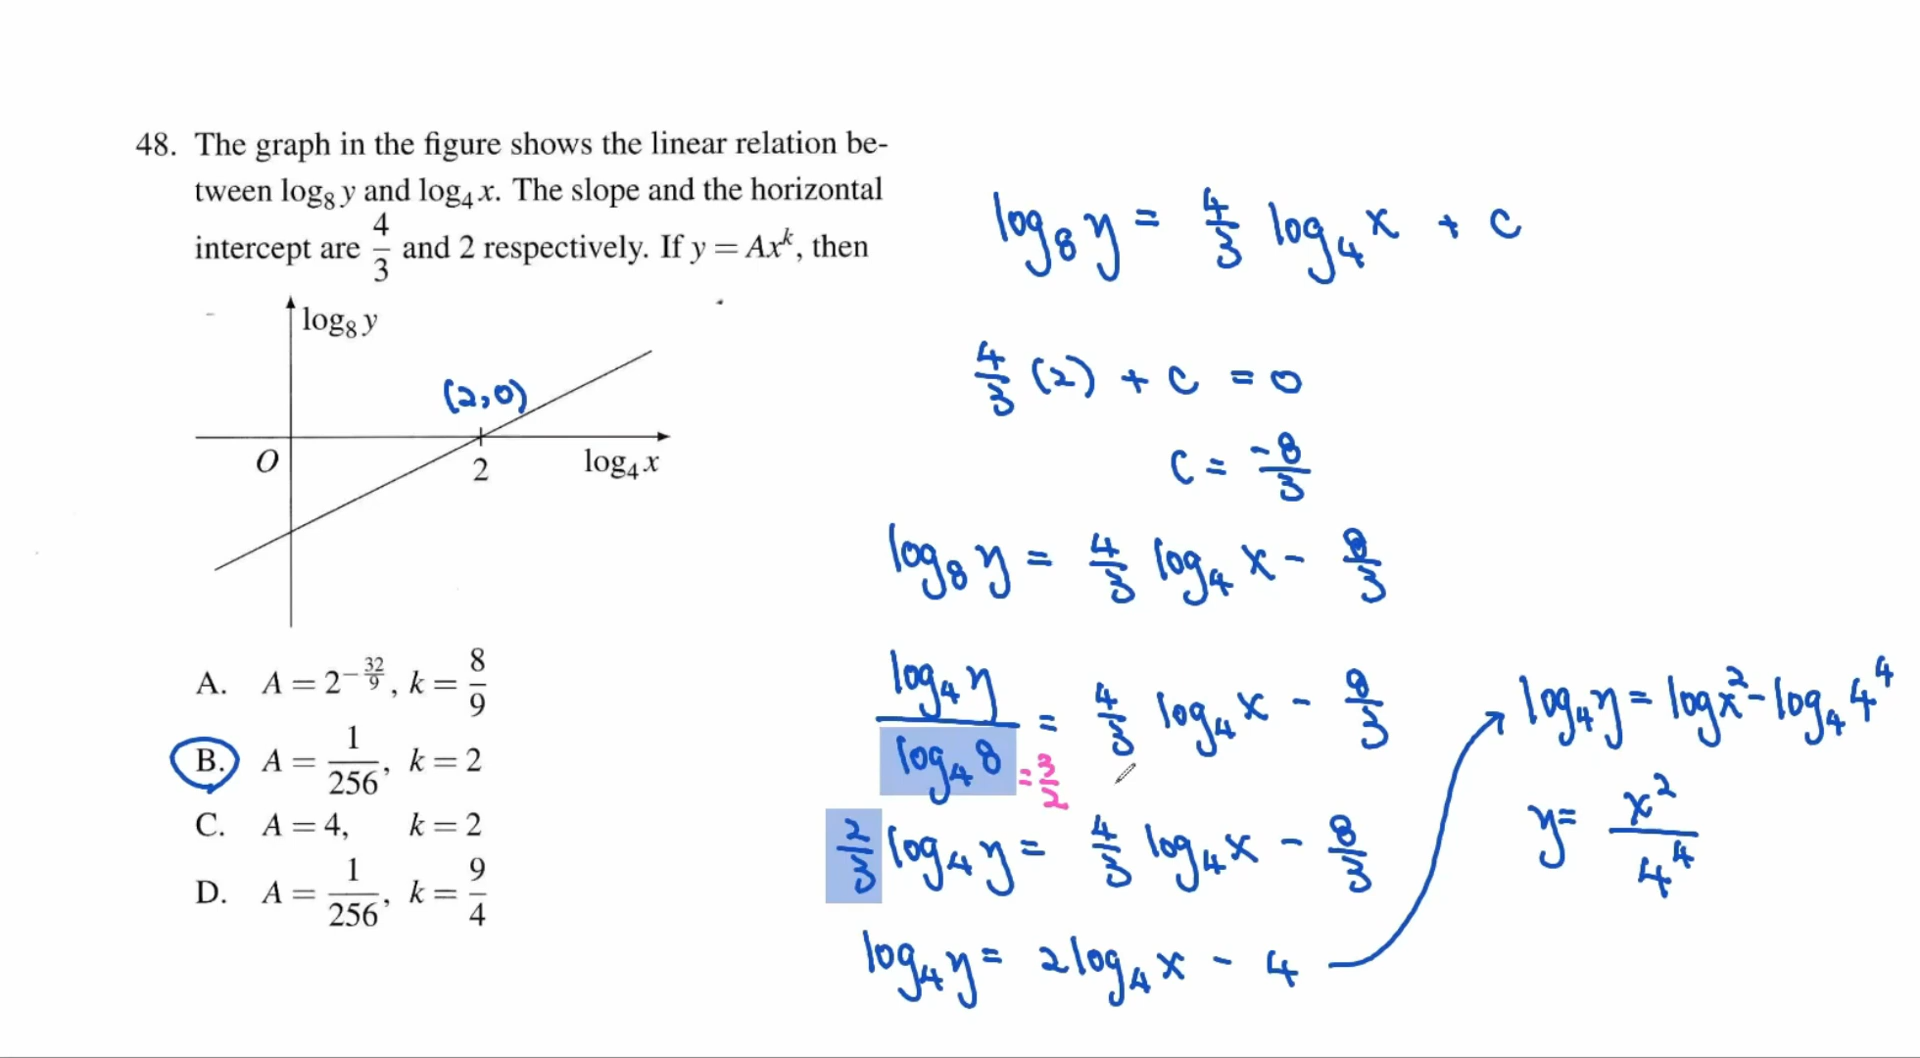 48. The graph in the figure shows the linear relation be-
tween log₈ y and log₄ x. The slope and the horizontal
intercept are 4/3 and 2 respectively. If y = Axᵏ, then
log₈ y
(2,0)
O
2
log₄ x
A. A = 2^(-32/9), k = 8/9
B. A = 1/256, k = 2
C. A = 4, k = 2
D. A = 1/256, k = 9/4
log₈ y = 4/3 log₄ x + c
4/3 (2) + c = 0
c = -8/3
log₈ y = 4/3 log₄ x - 8/3
log₄ y / log₄ 8 = 4/3 log₄ x - 8/3
= 3/2
2/3 log₄ y = 4/3 log₄ x - 8/3
log₄ y = 2 log₄ x - 4
log₄ y = log x² - log₄ 4⁴
y = x²/4⁴